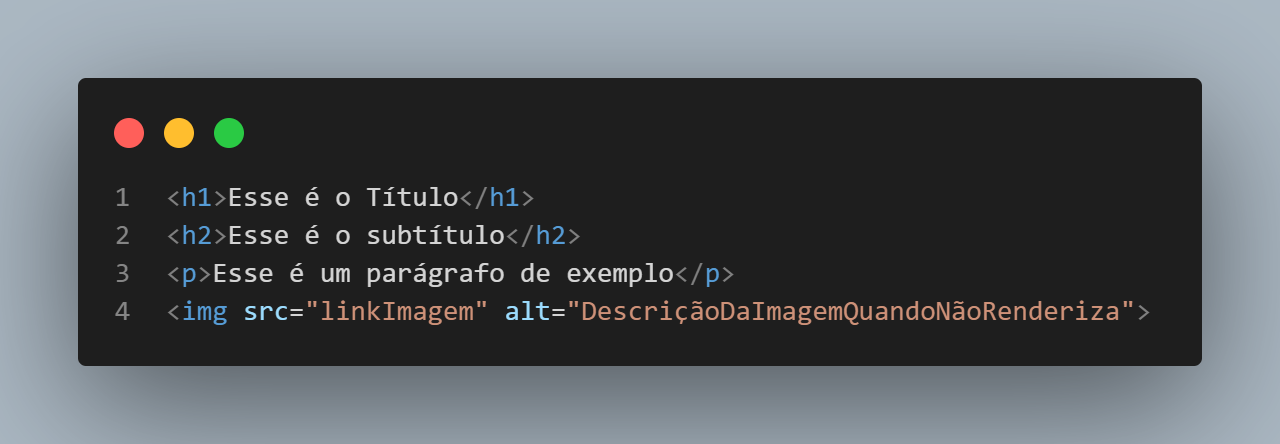 1 <h1>Esse é o Título</h1>
2 <h2>Esse é o subtítulo</h2>
3 <p>Esse é um parágrafo de exemplo</p>
4 <img src="linkImagem" alt="DescriçãoDaImagemQuandoNãoRenderiza">